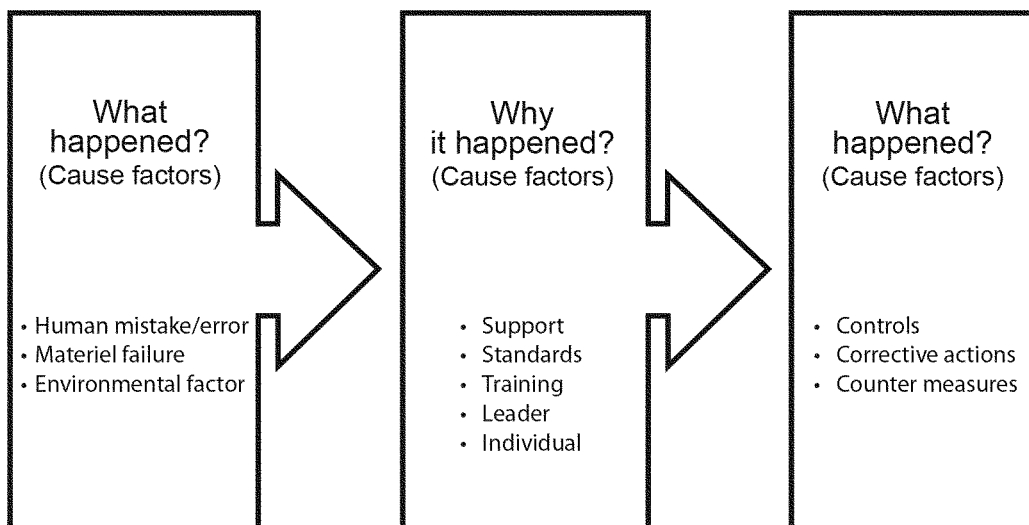 What
happened?
(Cause factors)
• Human mistake/error
• Materiel failure
• Environmental factor
Why
it happened?
(Cause factors)
• Support
• Standards
• Training
• Leader
• Individual
What
happened?
(Cause factors)
• Controls
• Corrective actions
• Counter measures